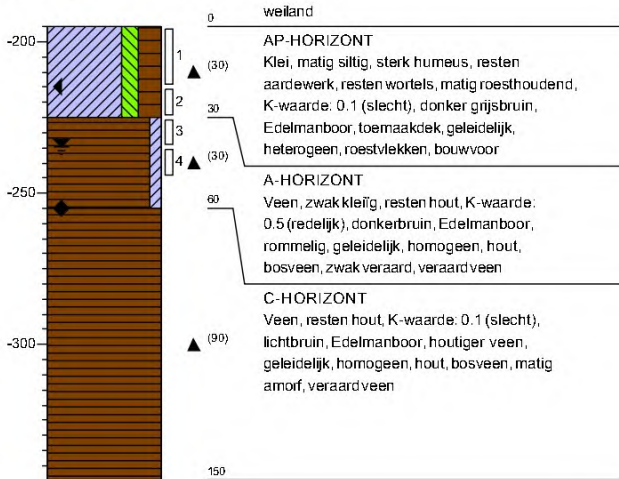 0 weiland
-200
1
2
3
4
(30)
(30)
(90)
-250
-300
AP-HORIZONT
Klei, matig siltig, sterk humeus, resten
aardewerk, resten wortels, matig roesthoudend,
K-waarde: 0.1 (slecht), donker grijsbruin,
Edelmanboor, toemaakdek, geleidelijk,
heterogeen, roestvlekken, bouwvoor
30
A-HORIZONT
Veen, zwak kleiïg, resten hout, K-waarde:
0.5 (redelijk), donkerbruin, Edelmanboor,
rommelig, geleidelijk, homogeen, hout,
bosveen, zwak veraard, veraardveen
60
C-HORIZONT
Veen, resten hout, K-waarde: 0.1 (slecht),
lichtbruin, Edelmanboor, houtiger veen,
geleidelijk, homogeen, hout, bosveen, matig
amorf, veraardveen
150